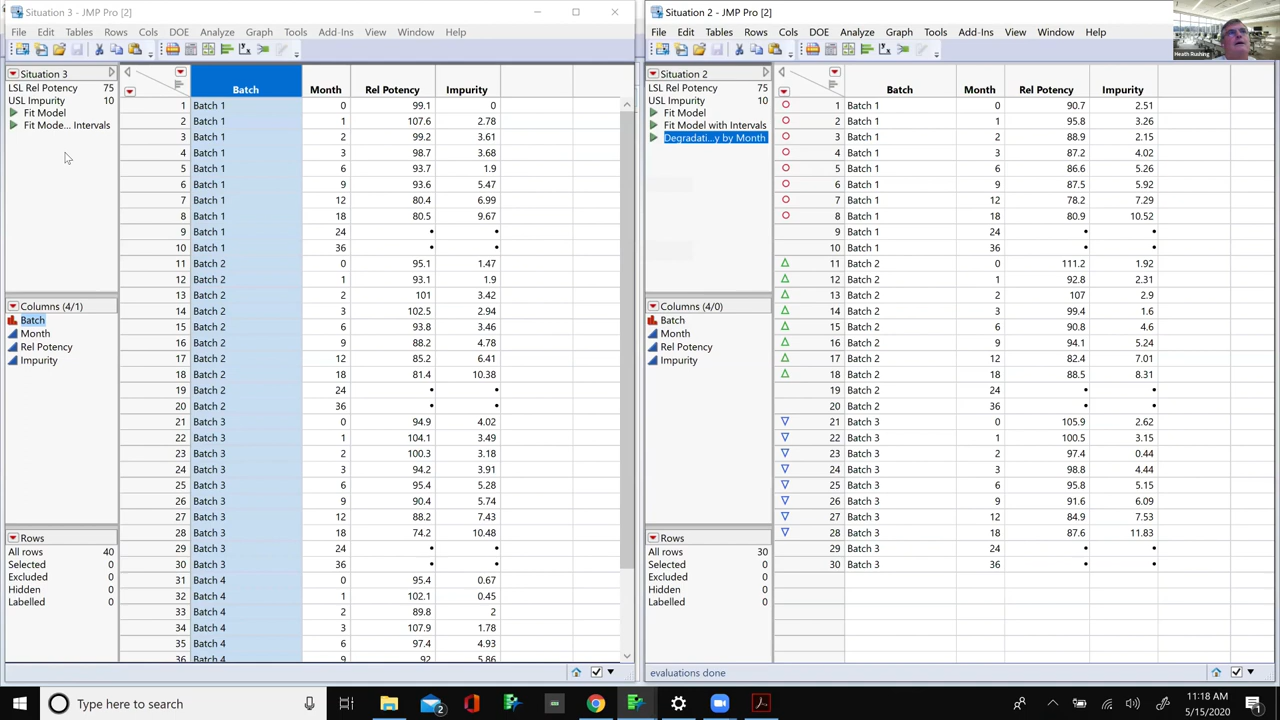 Situation 3 - JMP Pro [2]
File Edit Tables Rows Cols DOE Analyze Graph Tools Add-Ins View Window Help
Situation 3
LSL Rel Potency 75
USL Impurity 10
Fit Model
Fit Mode... Intervals
Columns (4/1)
Batch
Month
Rel Potency
Impurity
Rows
All rows 40
Selected 0
Excluded 0
Hidden 0
Labelled 0
Batch Month Rel Potency Impurity
1 Batch 1 0 99.1 0
2 Batch 1 1 107.6 2.78
3 Batch 1 2 99.2 3.61
4 Batch 1 3 98.7 3.68
5 Batch 1 6 93.7 1.9
6 Batch 1 9 93.6 5.47
7 Batch 1 12 80.4 6.99
8 Batch 1 18 80.5 9.67
9 Batch 1 24 • •
10 Batch 1 36 • •
11 Batch 2 0 95.1 1.47
12 Batch 2 1 93.1 1.9
13 Batch 2 2 101 3.42
14 Batch 2 3 102.5 2.94
15 Batch 2 6 93.8 3.46
16 Batch 2 9 88.2 4.78
17 Batch 2 12 85.2 6.41
18 Batch 2 18 81.4 10.38
19 Batch 2 24 • •
20 Batch 2 36 • •
21 Batch 3 0 94.9 4.02
22 Batch 3 1 104.1 3.49
23 Batch 3 2 100.3 3.18
24 Batch 3 3 94.2 3.91
25 Batch 3 6 95.4 5.28
26 Batch 3 9 90.4 5.74
27 Batch 3 12 88.2 7.43
28 Batch 3 18 74.2 10.48
29 Batch 3 24 • •
30 Batch 3 36 • •
31 Batch 4 0 95.4 0.67
32 Batch 4 1 102.1 0.45
33 Batch 4 2 89.8 2
34 Batch 4 3 107.9 1.78
35 Batch 4 6 97.4 4.93
36 Batch 4 9 92 5.86
Situation 2 - JMP Pro [2]
File Edit Tables Rows Cols DOE Analyze Graph Tools Add-Ins View Window Help
Heath Rushing
Situation 2
LSL Rel Potency 75
USL Impurity 10
Fit Model
Fit Model with Intervals
Degradati...y by Month
Columns (4/0)
Batch
Month
Rel Potency
Impurity
Rows
All rows 30
Selected 0
Excluded 0
Hidden 0
Labelled 0
Batch Month Rel Potency Impurity
1 Batch 1 0 90.7 2.51
2 Batch 1 1 95.8 3.26
3 Batch 1 2 88.9 2.15
4 Batch 1 3 87.2 4.02
5 Batch 1 6 86.6 5.26
6 Batch 1 9 87.5 5.92
7 Batch 1 12 78.2 7.29
8 Batch 1 18 80.9 10.52
9 Batch 1 24 • •
10 Batch 1 36 • •
11 Batch 2 0 111.2 1.92
12 Batch 2 1 92.8 2.31
13 Batch 2 2 107 2.9
14 Batch 2 3 99.4 1.6
15 Batch 2 6 90.8 4.6
16 Batch 2 9 94.1 5.24
17 Batch 2 12 82.4 7.01
18 Batch 2 18 88.5 8.31
19 Batch 2 24 • •
20 Batch 2 36 • •
21 Batch 3 0 105.9 2.62
22 Batch 3 1 100.5 3.15
23 Batch 3 2 97.4 0.44
24 Batch 3 3 98.8 4.44
25 Batch 3 6 95.8 5.15
26 Batch 3 9 91.6 6.09
27 Batch 3 12 84.9 7.53
28 Batch 3 18 87.6 11.83
29 Batch 3 24 • •
30 Batch 3 36 • •
evaluations done
Type here to search
2
11:18 AM
5/15/2020
1